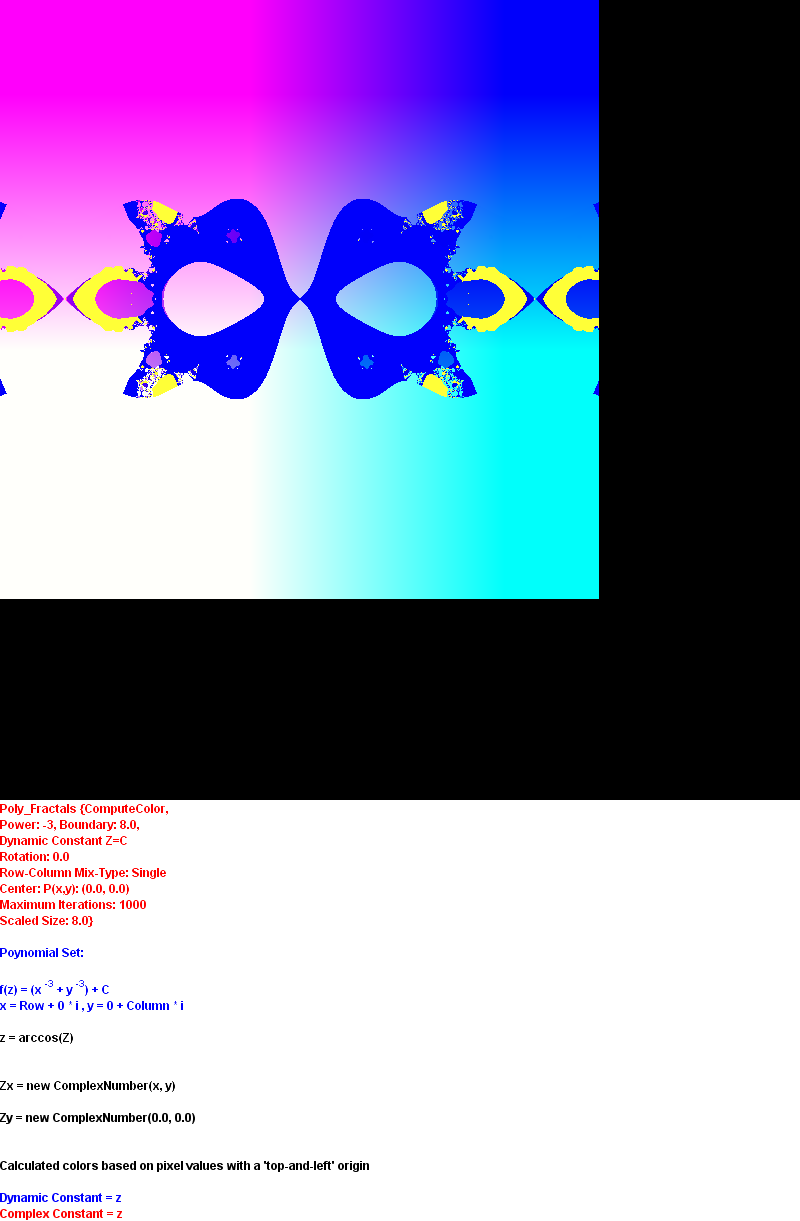 Poly_Fractals {ComputeColor,
Power: -3, Boundary: 8.0,
Dynamic Constant Z=C
Rotation: 0.0
Row-Column Mix-Type: Single
Center: P(x,y): (0.0, 0.0)
Maximum Iterations: 1000
Scaled Size: 8.0}
Poynomial Set:
f(z) = (x -3 + y -3) + C
x = Row + 0 * i , y = 0 + Column * i
z = arccos(Z)
Zx = new ComplexNumber(x, y)
Zy = new ComplexNumber(0.0, 0.0)
Calculated colors based on pixel values with a 'top-and-left' origin
Dynamic Constant = z
Complex Constant = z